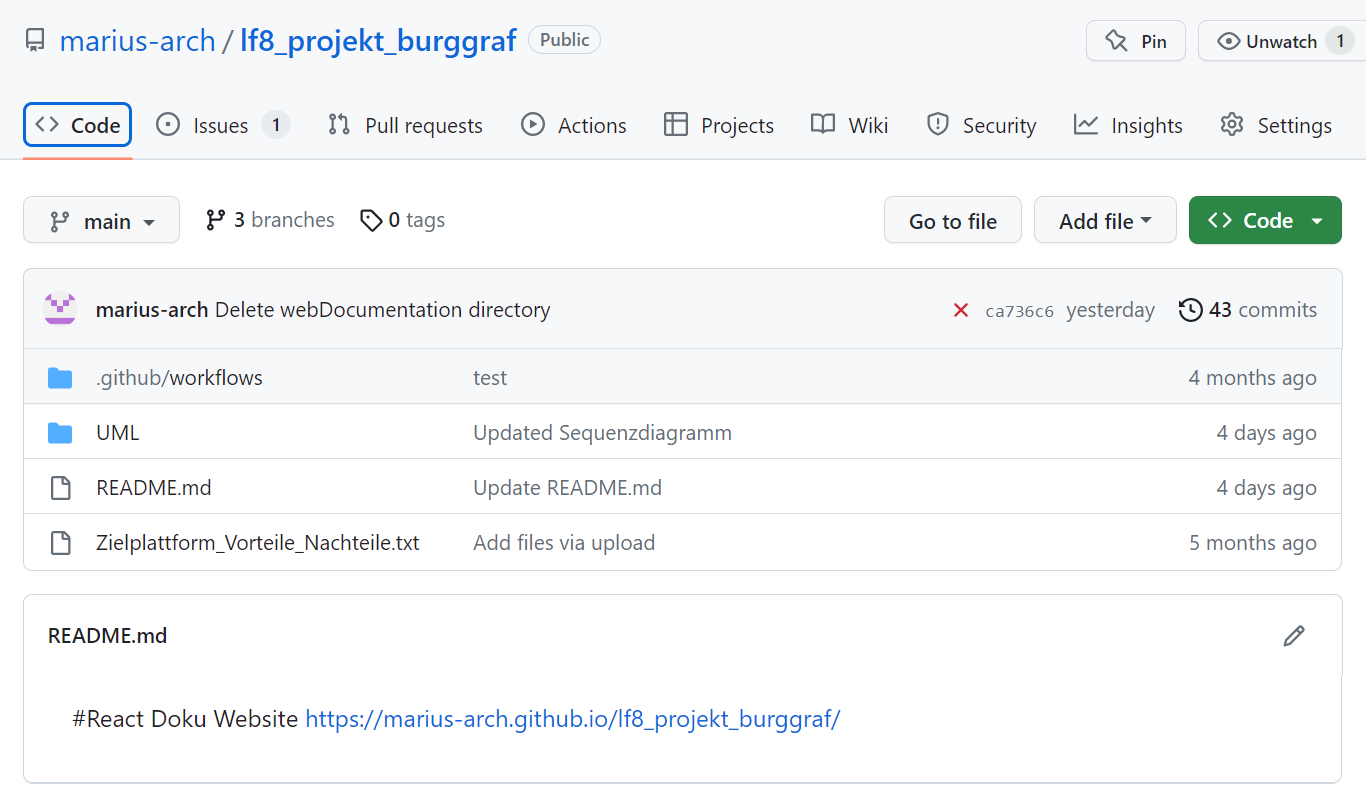 marius-arch / lf8_projekt_burggraf Public Pin Unwatch 1
Code Issues 1 Pull requests Actions Projects Wiki Security Insights Settings
main 3 branches 0 tags Go to file Add file Code
marius-arch Delete webDocumentation directory ca736c6 yesterday 43 commits
.github/workflows test 4 months ago
UML Updated Sequenzdiagramm 4 days ago
README.md Update README.md 4 days ago
Zielplattform_Vorteile_Nachteile.txt Add files via upload 5 months ago
README.md
#React Doku Website https://marius-arch.github.io/lf8_projekt_burggraf/